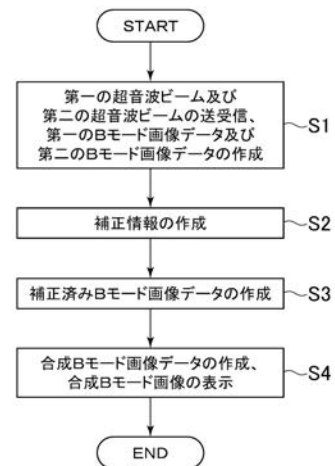 START
第一の超音波ビーム及び
第二の超音波ビームの送受信、
第一のBモード画像データ及び
第二のBモード画像データの作成
S1
補正情報の作成
S2
補正済みBモード画像データの作成
S3
合成Bモード画像データの作成、
合成Bモード画像の表示
S4
END